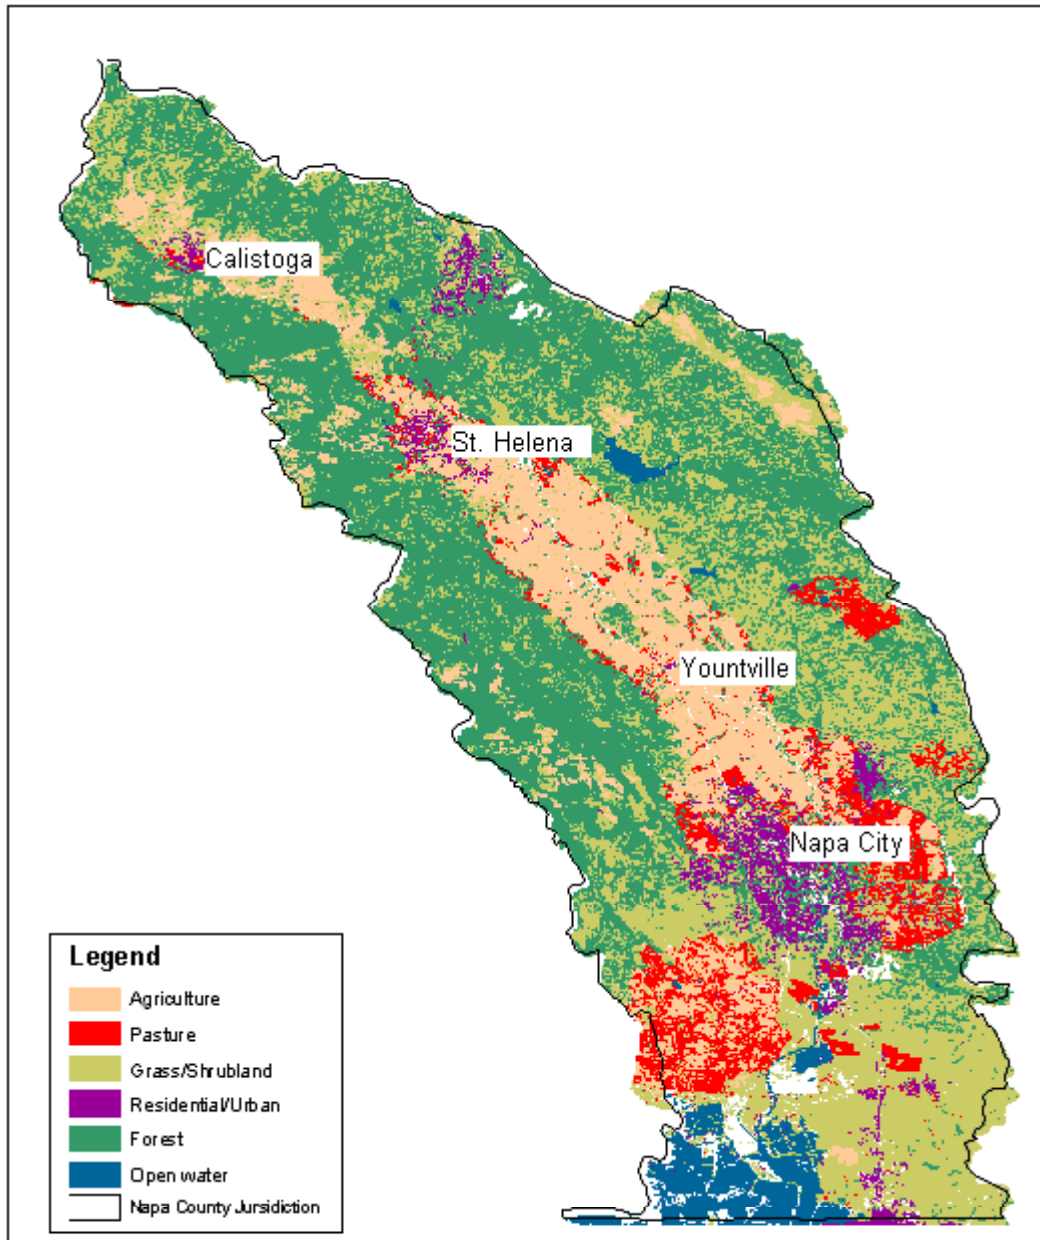 Calistoga
St. Helena
Yountville
Napa City
Legend
Agriculture
Pasture
Grass/Shrubland
Residential/Urban
Forest
Open water
Napa County Jursidiction